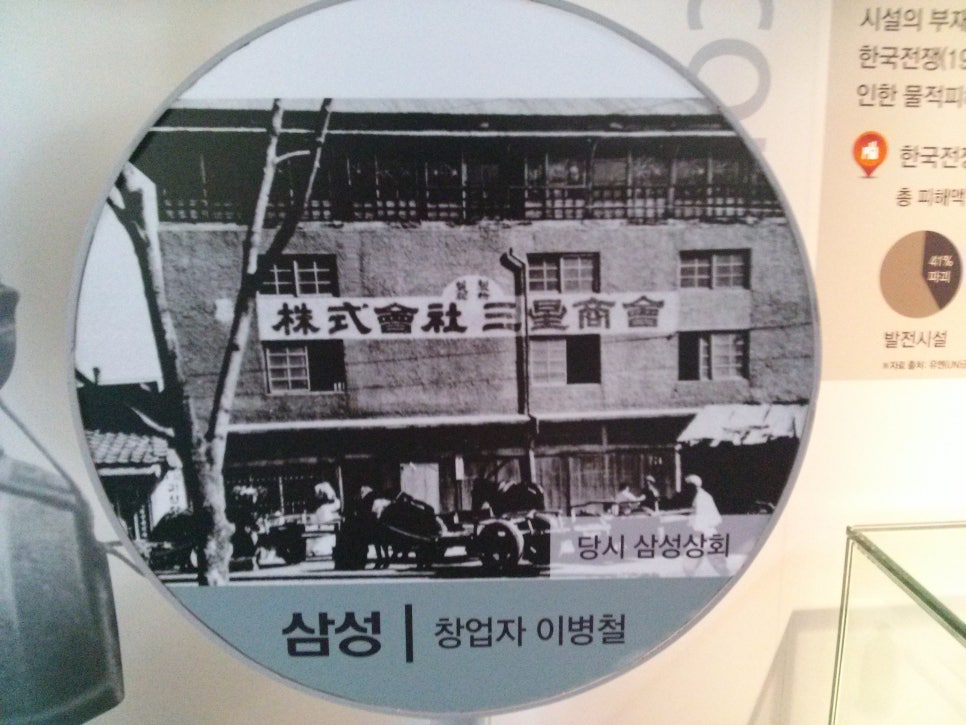 株式會社 三星商會
당시 삼성상회
삼성 | 창업자 이병철
시설의 부재
한국전쟁(19
인한 물적피
한국전쟁
총 피해액
41%
파괴
발전시설